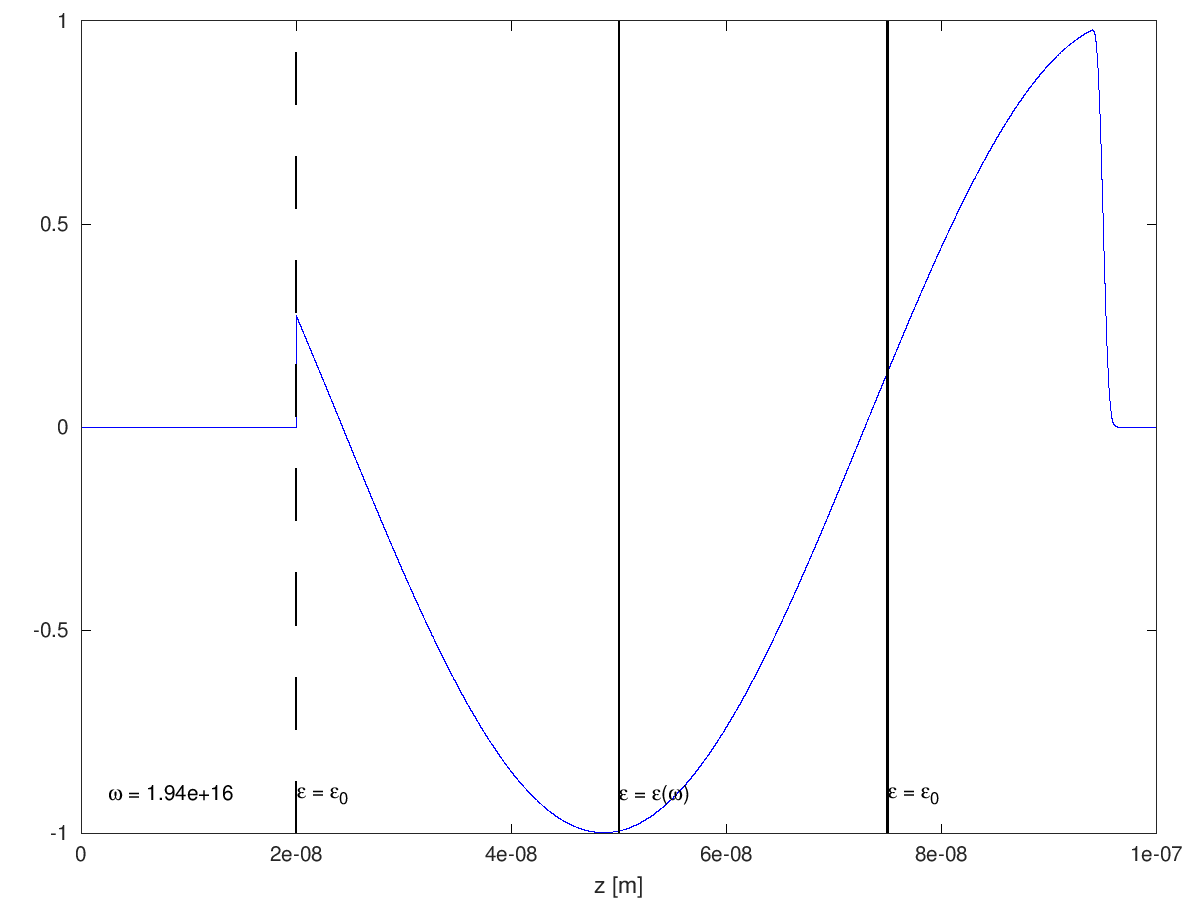 1
0.5
0
-0.5
-1
ω = 1.94e+16
ε = ε₀
ε = ε(ω)
ε = ε₀
0
2e-08
4e-08
6e-08
8e-08
1e-07
z [m]